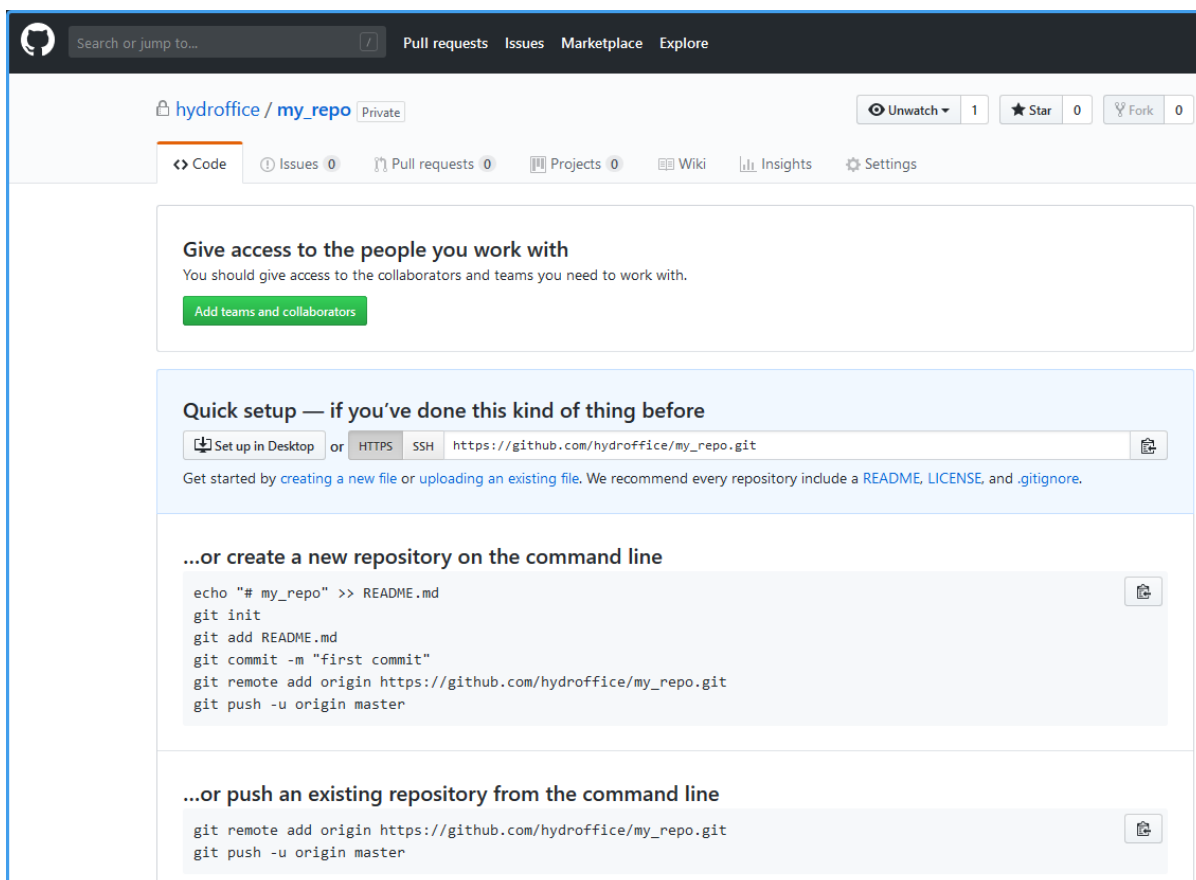 Search or jump to... / Pull requests Issues Marketplace Explore
hydroffice / my_repo Private Unwatch 1 Star 0 Fork 0
<> Code Issues 0 Pull requests 0 Projects 0 Wiki Insights Settings
Give access to the people you work with
You should give access to the collaborators and teams you need to work with.
Add teams and collaborators
Quick setup — if you’ve done this kind of thing before
Set up in Desktop or HTTPS SSH https://github.com/hydroffice/my_repo.git
Get started by creating a new file or uploading an existing file. We recommend every repository include a README, LICENSE, and .gitignore.
…or create a new repository on the command line
echo "# my_repo" >> README.md
git init
git add README.md
git commit -m "first commit"
git remote add origin https://github.com/hydroffice/my_repo.git
git push -u origin master
…or push an existing repository from the command line
git remote add origin https://github.com/hydroffice/my_repo.git
git push -u origin master